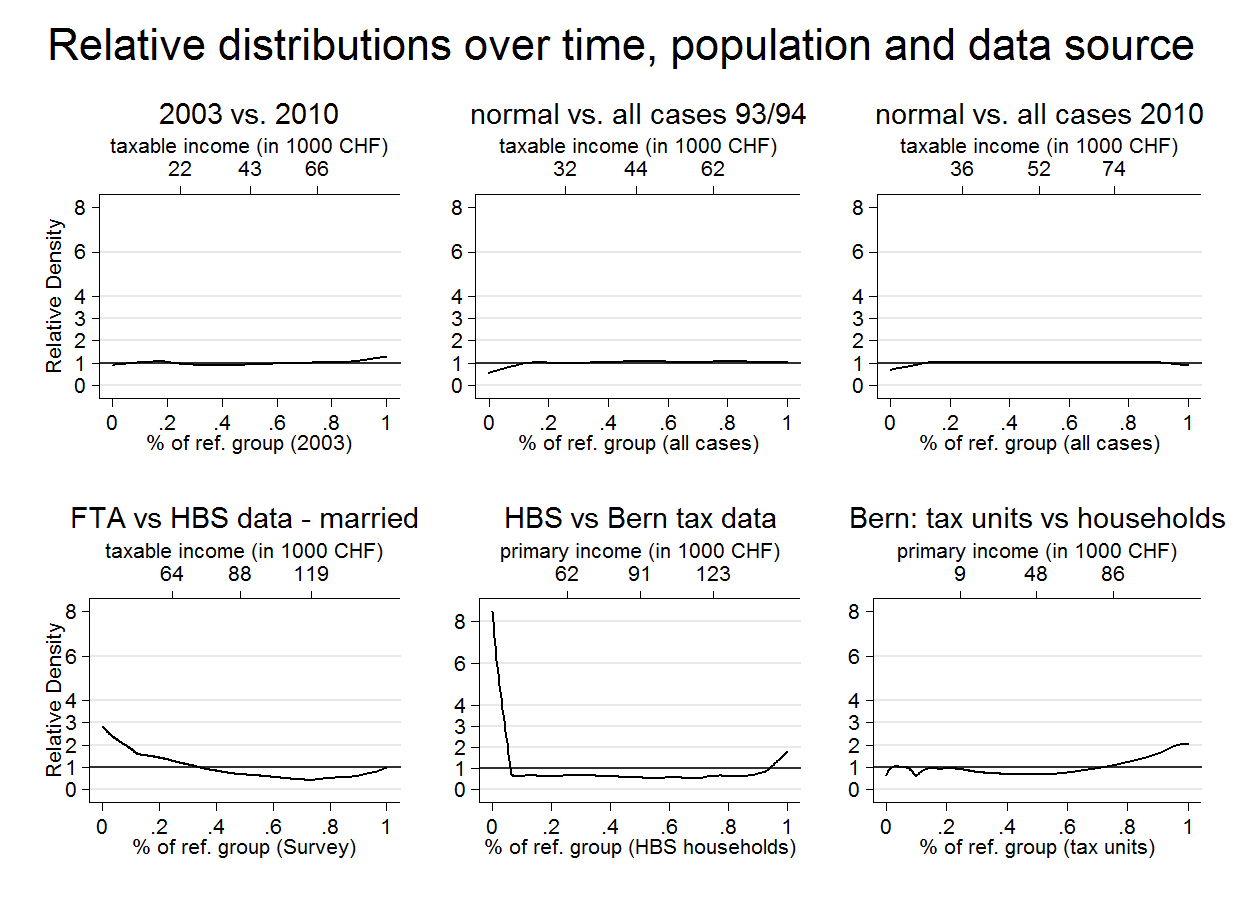 Relative distributions over time, population and data source
2003 vs. 2010
taxable income (in 1000 CHF)
22 43 66
Relative Density
8
6
4
3
2
1
0
0 .2 .4 .6 .8 1
% of ref. group (2003)
normal vs. all cases 93/94
taxable income (in 1000 CHF)
32 44 62
8
6
4
3
2
1
0
0 .2 .4 .6 .8 1
% of ref. group (all cases)
normal vs. all cases 2010
taxable income (in 1000 CHF)
36 52 74
8
6
4
3
2
1
0
0 .2 .4 .6 .8 1
% of ref. group (all cases)
FTA vs HBS data - married
taxable income (in 1000 CHF)
64 88 119
Relative Density
8
6
4
3
2
1
0
0 .2 .4 .6 .8 1
% of ref. group (Survey)
HBS vs Bern tax data
primary income (in 1000 CHF)
62 91 123
8
6
4
3
2
1
0
0 .2 .4 .6 .8 1
% of ref. group (HBS households)
Bern: tax units vs households
primary income (in 1000 CHF)
9 48 86
8
6
4
3
2
1
0
0 .2 .4 .6 .8 1
% of ref. group (tax units)